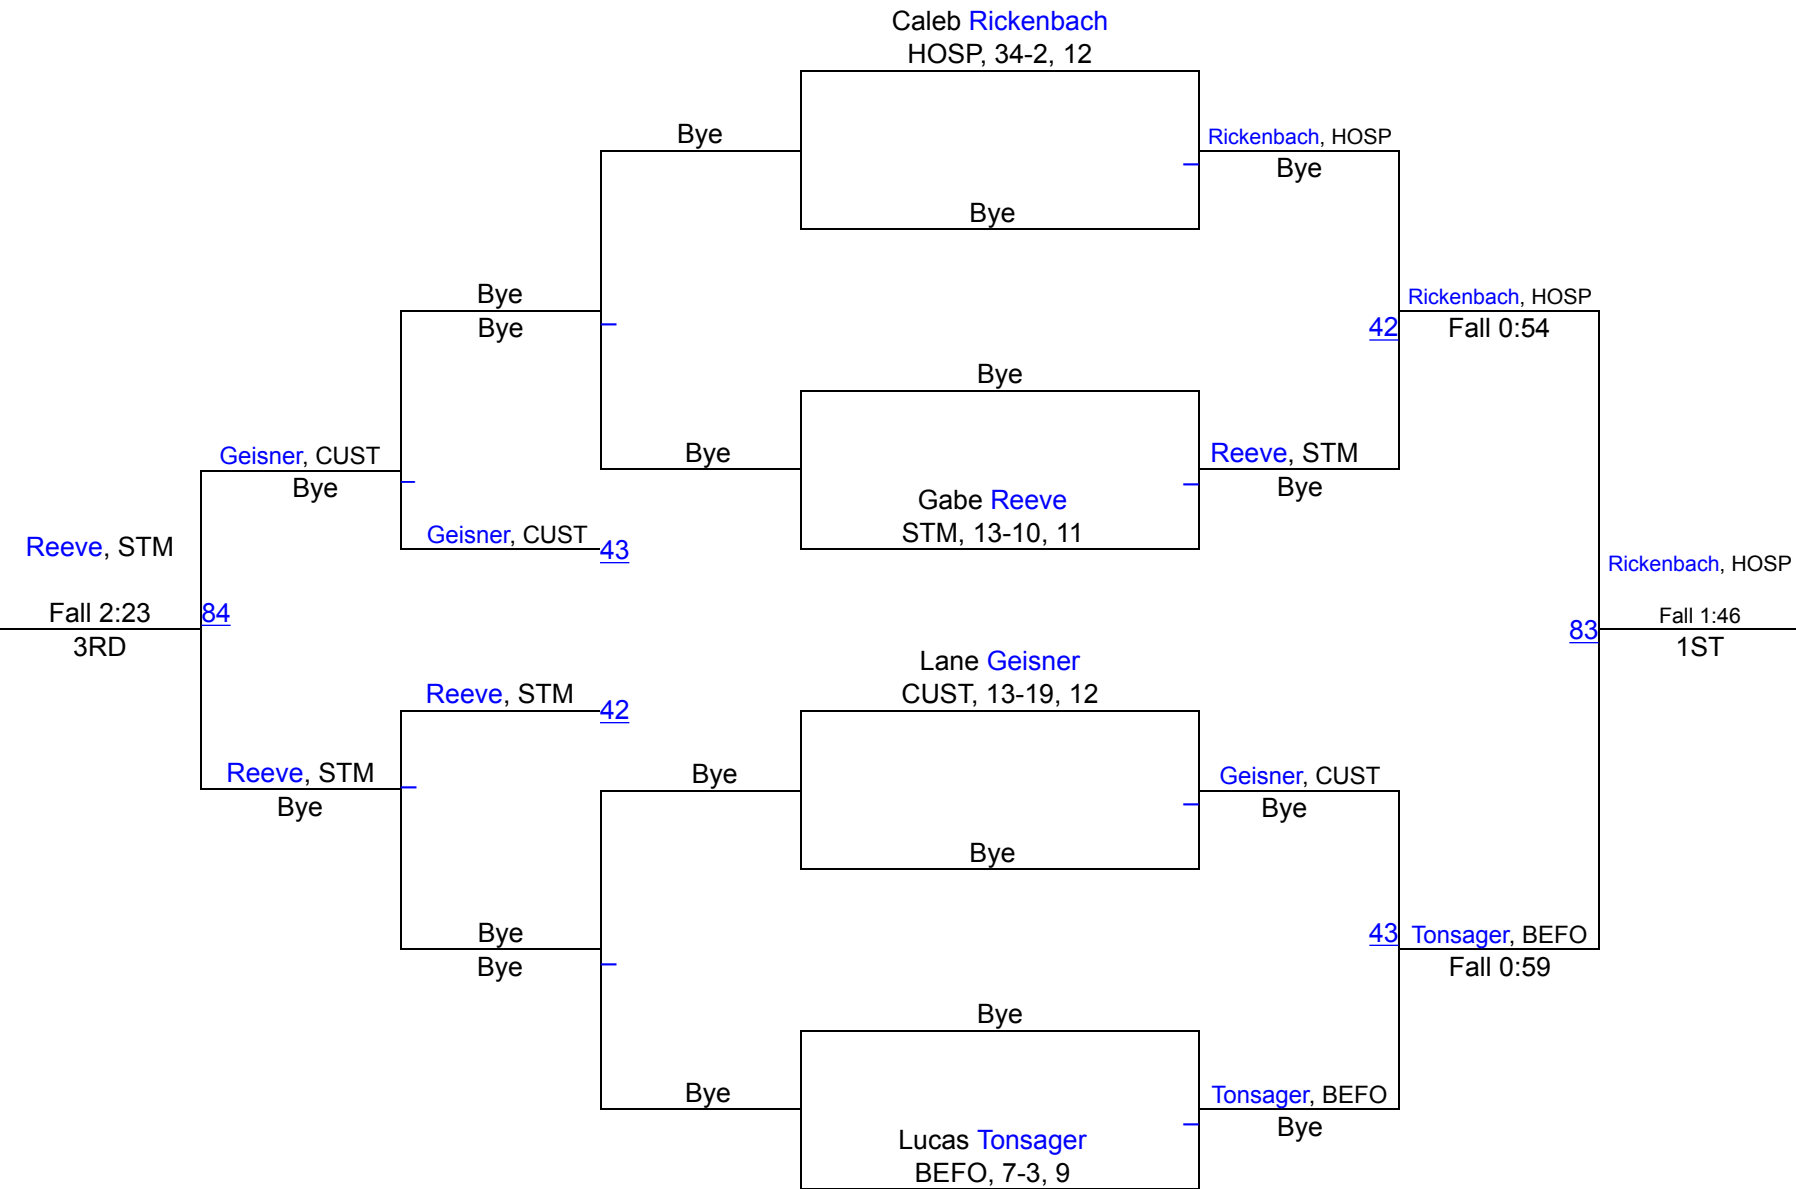 Caleb Rickenbach
HOSP, 34-2, 12
Bye
Rickenbach, HOSP
Bye
Bye
Bye
Rickenbach, HOSP
Bye
42
Fall 0:54
Bye
Geisner, CUST
Bye
Reeve, STM
Bye
Bye
Gabe Reeve
STM, 13-10, 11
Geisner, CUST
43
Reeve, STM
Rickenbach, HOSP
Fall 2:23
84
Fall 1:46
83
3RD
1ST
Lane Geisner
CUST, 13-19, 12
Reeve, STM
42
Reeve, STM
Bye
Geisner, CUST
Bye
Bye
Bye
Bye
43
Tonsager, BEFO
Bye
Fall 0:59
Bye
Bye
Tonsager, BEFO
Bye
Lucas Tonsager
BEFO, 7-3, 9